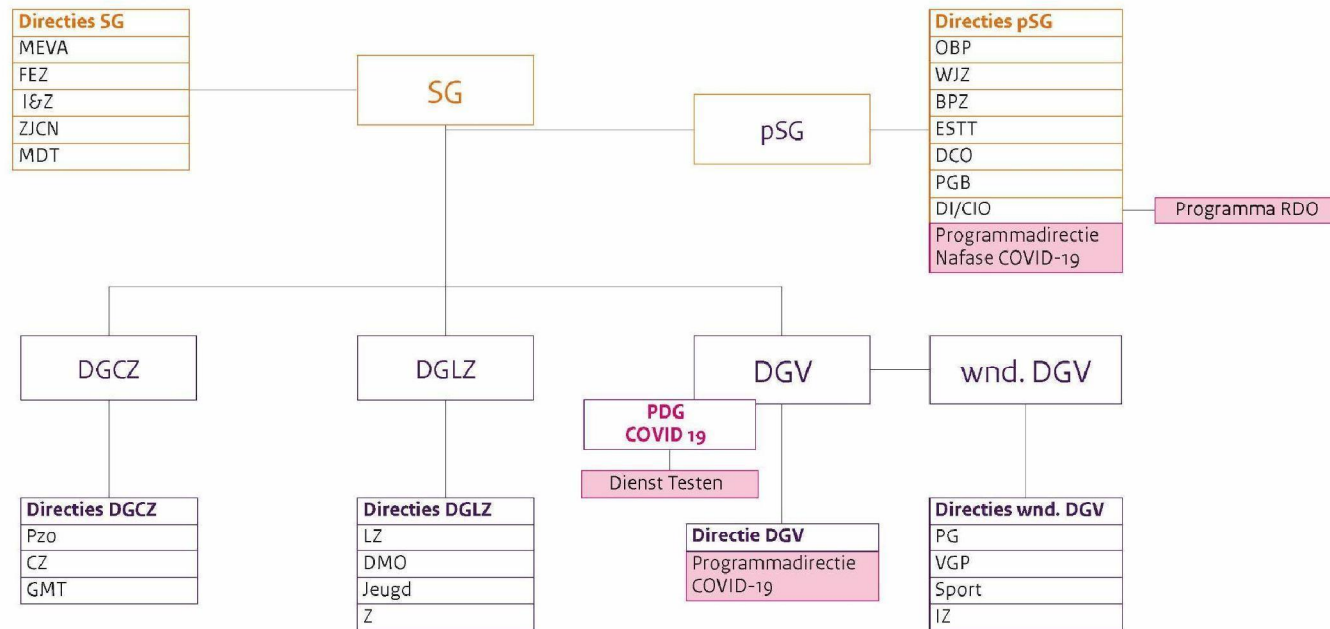 Directies SG
MEVA
FEZ
I&Z
ZJCN
MDT
SG
pSG
Directies pSG
OBP
WJZ
BPZ
ESTT
DCO
PGB
DI/CIO
Programmadirectie
Nafase COVID-19
Programma RDO
DGCZ
DGLZ
DGV
wnd. DGV
PDG
COVID 19
Dienst Testen
Directies DGCZ
Pzo
CZ
GMT
Directies DGLZ
LZ
DMO
Jeugd
Z
Directie DGV
Programmadirectie
COVID-19
Directies wnd. DGV
PG
VGP
Sport
IZ